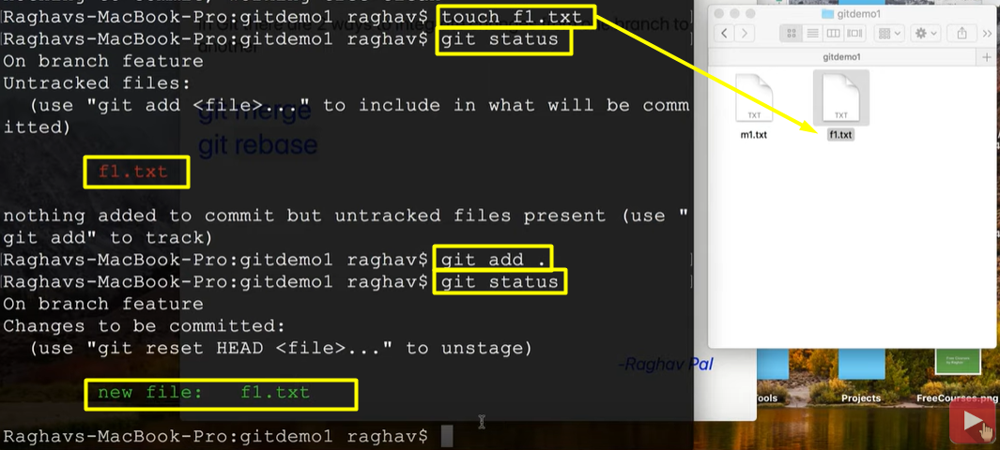 Raghavs-MacBook-Pro:gitdemo1 raghav$ touch f1.txt
Raghavs-MacBook-Pro:gitdemo1 raghav$ git status
On branch feature
Untracked files:
(use "git add <file>..." to include in what will be comm
itted)
git merge
git rebase
f1.txt
nothing added to commit but untracked files present (use "
git add" to track)
Raghavs-MacBook-Pro:gitdemo1 raghav$ git add .
Raghavs-MacBook-Pro:gitdemo1 raghav$ git status
On branch feature
Changes to be committed:
(use "git reset HEAD <file>..." to unstage)
-Raghav Pal
new file: f1.txt
Raghavs-MacBook-Pro:gitdemo1 raghav$
gitdemo1
gitdemo1
TXT
TXT
m1.txt
f1.txt
Projects
FreeCourses.png